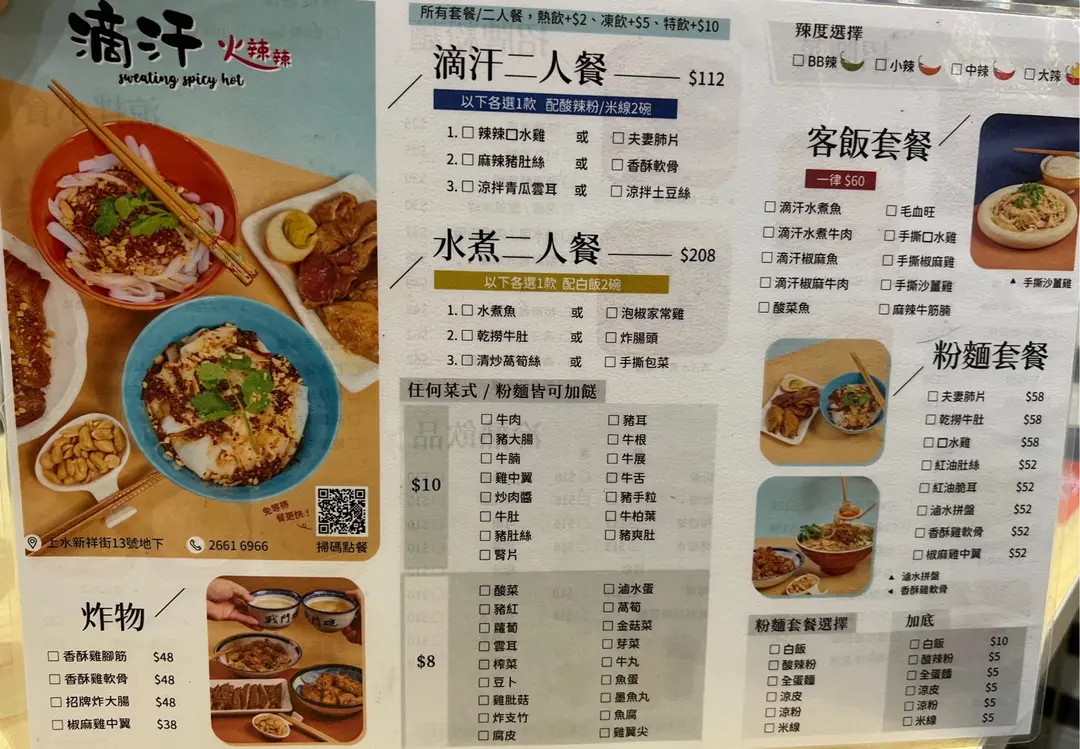 滴汗 火辣辣
sweating spicy hot
免等待
餐更快!
上水新祥街13號地下
2661 6966
掃碼點餐
炸物
香酥雞腳筋 $48
香酥雞軟骨 $48
招牌炸大腸 $48
椒麻雞中翼 $38
戰鬥
所有套餐/二人餐,熱飲+$2、凍飲+$5、特飲+$10
滴汗二人餐 $112
以下各選1款 配酸辣粉/米線2碗
1. 辣辣口水雞 或 夫妻肺片
2. 麻辣豬肚絲 或 香酥軟骨
3. 涼拌青瓜雲耳 或 涼拌土豆絲
水煮二人餐 $208
以下各選1款 配白飯2碗
1. 水煮魚 或 泡椒家常雞
2. 乾撈牛肚 或 炸腸頭
3. 清炒萵筍絲 或 手撕包菜
任何菜式 / 粉麵皆可加餸
$10
牛肉 豬耳
豬大腸 牛根
牛腩 牛展
雞中翼 牛舌
炒肉醬 豬手粒
牛肚 牛柏葉
豬肚絲 豬爽肚
腎片
$8
酸菜 滷水蛋
豬紅 萵筍
蘿蔔 金菇菜
雲耳 芽菜
榨菜 牛丸
豆卜 魚蛋
雞肶菇 墨魚丸
炸支竹 魚腐
腐皮 雞翼尖
辣度選擇
BB辣 小辣 中辣 大辣
客飯套餐
一律 $60
滴汗水煮魚 毛血旺
滴汗水煮牛肉 手撕口水雞
滴汗椒麻魚 手撕椒麻雞
滴汗椒麻牛肉 手撕沙薑雞
酸菜魚 麻辣牛筋腩
▲ 手撕沙薑雞
粉麵套餐
夫妻肺片 $58
乾撈牛肚 $58
口水雞 $58
紅油肚絲 $52
紅油脆耳 $52
滷水拼盤 $52
香酥雞軟骨 $52
椒麻雞中翼 $52
▲ 滷水拼盤
◄ 香酥雞軟骨
粉麵套餐選擇
白飯
酸辣粉
全蛋麵
涼皮
涼粉
米線
加底
白飯 $10
酸辣粉 $5
全蛋麵 $5
涼皮 $5
涼粉 $5
米線 $5